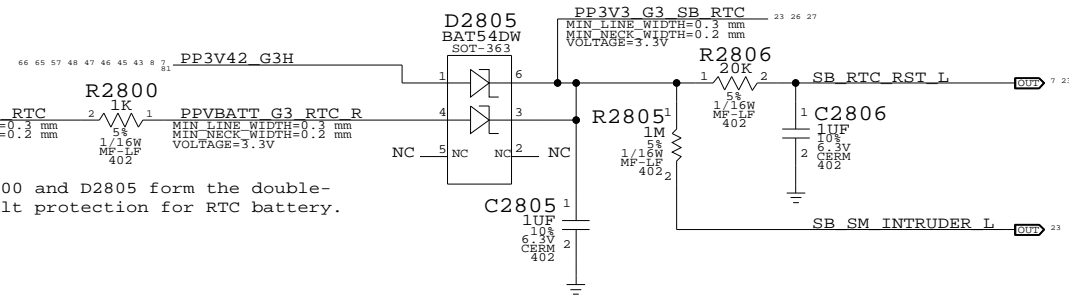 PP3V3_G3_SB_RTC 23 26 27
MIN_LINE_WIDTH=0.3 mm
MIN_NECK_WIDTH=0.2 mm
VOLTAGE=3.3V
D2805
BAT54DW
SOT-363
66 65 57 48 47 46 45 43 8 7
81
PP3V42_G3H
1
6
R2806
20K
1 2
5%
1/16W
MF-LF
402
SB_RTC_RST_L
OUT
R2800
1K
2 1
5%
1/16W
MF-LF
402
_RTC
=0.3 mm
=0.2 mm
PPVBATT_G3_RTC_R
MIN_LINE_WIDTH=0.3 mm
MIN_NECK_WIDTH=0.2 mm
VOLTAGE=3.3V
4
3
R2805
1
1M
5%
1/16W
MF-LF
402
2
C2806
1
1UF
10%
6.3V
CERM
402
2
NC 5 NC NC 2 NC
00 and D2805 form the double-
lt protection for RTC battery.
C2805
1
1UF
10%
6.3V
CERM
402
2
SB_SM_INTRUDER_L
OUT 23